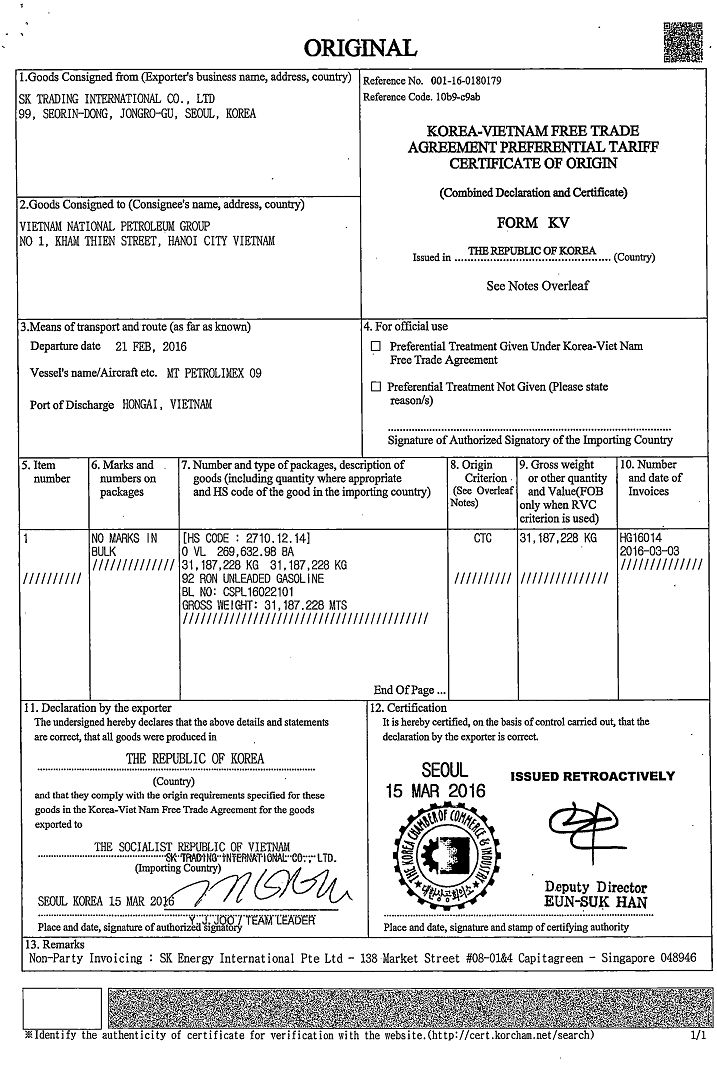 ORIGINAL
1.Goods Consigned from (Exporter's business name, address, country)
SK TRADING INTERNATIONAL CO., LTD
99, SEORIN-DONG, JONGRO-GU, SEOUL, KOREA
Reference No. 001-16-0180179
Reference Code. 10b9-c9ab
KOREA-VIETNAM FREE TRADE
AGREEMENT PREFERENTIAL TARIFF
CERTIFICATE OF ORIGIN
(Combined Declaration and Certificate)
FORM KV
Issued in THE REPUBLIC OF KOREA (Country)
See Notes Overleaf
2.Goods Consigned to (Consignee's name, address, country)
VIETNAM NATIONAL PETROLEUM GROUP
NO 1, KHAM THIEN STREET, HANOI CITY VIETNAM
3.Means of transport and route (as far as known)
Departure date 21 FEB, 2016
Vessel's name/Aircraft etc. MT PETROLIMEX 09
Port of Discharge HONGAI, VIETNAM
4. For official use
☐ Preferential Treatment Given Under Korea-Viet Nam
Free Trade Agreement
☐ Preferential Treatment Not Given (Please state
reason/s)
Signature of Authorized Signatory of the Importing Country
5. Item
number
6. Marks and
numbers on
packages
7. Number and type of packages, description of
goods (including quantity where appropriate
and HS code of the good in the importing country)
8. Origin
Criterion
(See Overleaf
Notes)
9. Gross weight
or other quantity
and Value(FOB
only when RVC
criterion is used)
10. Number
and date of
Invoices
1
//////////
NO MARKS IN
BULK
//////////////
[HS CODE : 2710.12.14]
0 VL 269,632.98 BA
31,187,228 KG 31,187,228 KG
92 RON UNLEADED GASOLINE
BL NO: CSPL16022101
GROSS WEIGHT: 31,187.228 MTS
//////////////////////////////////////////
CTC
//////////
31,187,228 KG
///////////////
HG16014
2016-03-03
//////////////
End Of Page ...
11. Declaration by the exporter
The undersigned hereby declares that the above details and statements
are correct, that all goods were produced in
THE REPUBLIC OF KOREA
(Country)
and that they comply with the origin requirements specified for these
goods in the Korea-Viet Nam Free Trade Agreement for the goods
exported to
THE SOCIALIST REPUBLIC OF VIETNAM
SK TRADING INTERNATIONAL CO., LTD.
(Importing Country)
SEOUL KOREA 15 MAR 2016
Y. J. JOO / TEAM LEADER
Place and date, signature of authorized signatory
12. Certification
It is hereby certified, on the basis of control carried out, that the
declaration by the exporter is correct.
SEOUL
15 MAR 2016
ISSUED RETROACTIVELY
THE KOREA CHAMBER OF COMMERCE & INDUSTRY
대한상공회의소
Deputy Director
EUN-SUK HAN
Place and date, signature and stamp of certifying authority
13. Remarks
Non-Party Invoicing : SK Energy International Pte Ltd - 138 Market Street #08-01&4 Capitagreen - Singapore 048946
※Identify the authenticity of certificate for verification with the website.(http://cert.korcham.net/search)
1/1